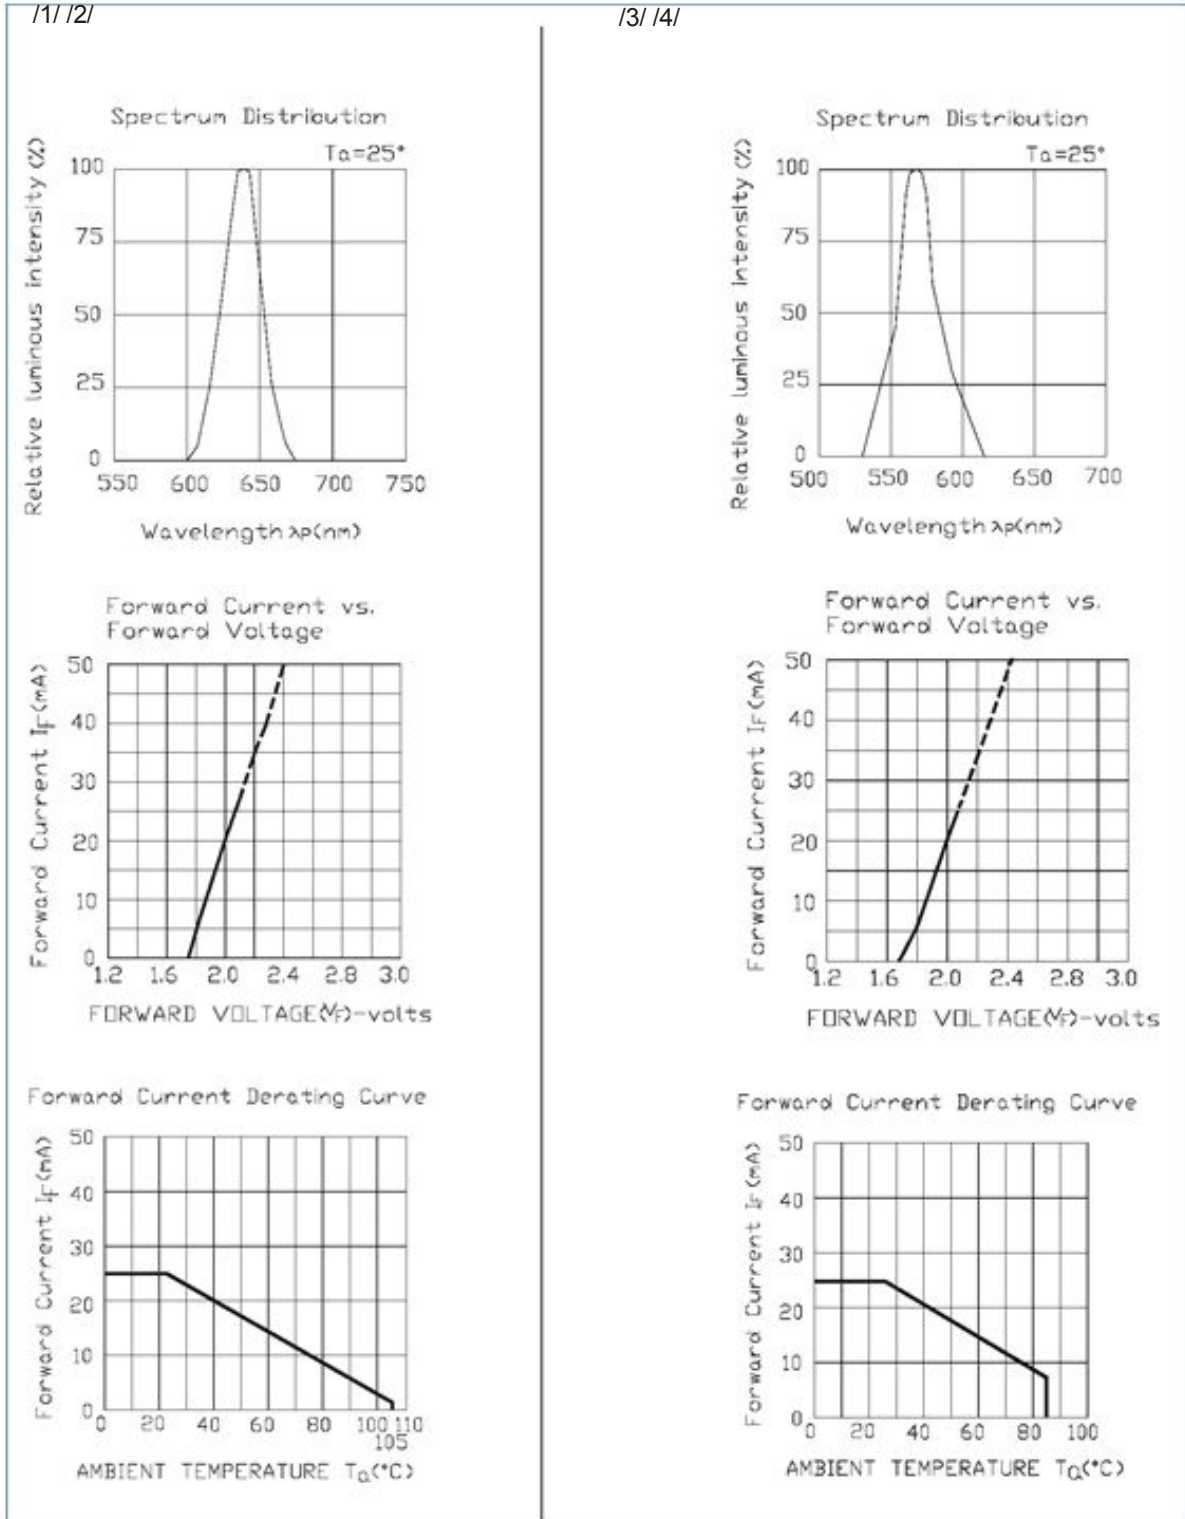 /1/ /2/
Spectrum Distribution
Ta=25°
Relative luminous intensity (%)
100
75
50
25
0
550 600 650 700 750
Wavelength λp(nm)
Forward Current vs.
Forward Voltage
Forward Current IF(mA)
50
40
30
20
10
0
1.2 1.6 2.0 2.4 2.8 3.0
FORWARD VOLTAGE(VF)-volts
Forward Current Derating Curve
Forward Current IF(mA)
50
40
30
20
10
0
0 20 40 60 80 100 110
105
AMBIENT TEMPERATURE Ta(°C)
/3/ /4/
Spectrum Distribution
Ta=25°
Relative luminous intensity (%)
100
75
50
25
0
500 550 600 650 700
Wavelength λp(nm)
Forward Current vs.
Forward Voltage
Forward Current IF(mA)
50
40
30
20
10
0
1.2 1.6 2.0 2.4 2.8 3.0
FORWARD VOLTAGE(VF)-volts
Forward Current Derating Curve
Forward Current IF(mA)
50
40
30
20
10
0
0 20 40 60 80 100
AMBIENT TEMPERATURE Ta(°C)